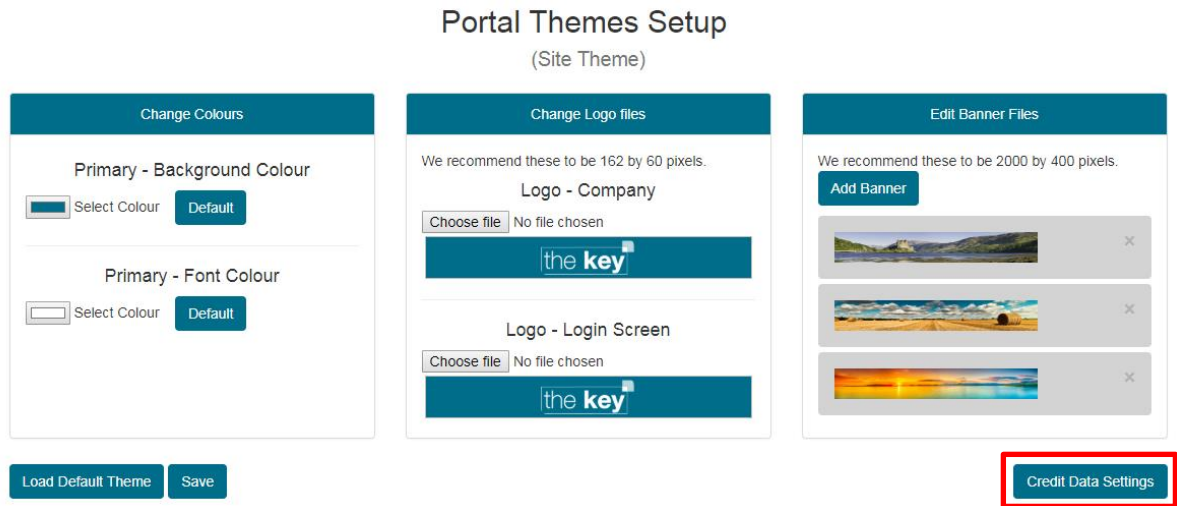 Portal Themes Setup
(Site Theme)
Change Colours
Primary - Background Colour
Select Colour Default
Primary - Font Colour
Select Colour Default
Change Logo files
We recommend these to be 162 by 60 pixels.
Logo - Company
Choose file No file chosen
the key
Logo - Login Screen
Choose file No file chosen
the key
Edit Banner Files
We recommend these to be 2000 by 400 pixels.
Add Banner
×
×
×
Load Default Theme Save Credit Data Settings